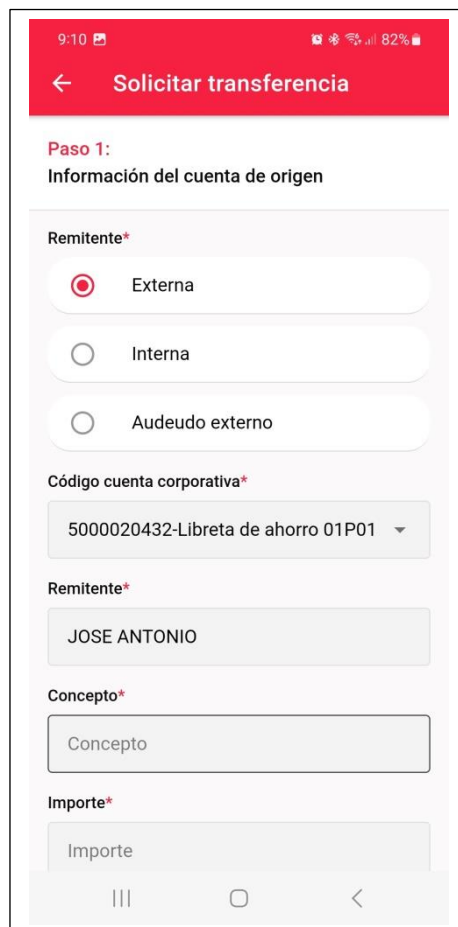 9:10
82%
Solicitar transferencia
Paso 1:
Información del cuenta de origen
Remitente*
Externa
Interna
Audeudo externo
Código cuenta corporativa*
5000020432-Libreta de ahorro 01P01
Remitente*
JOSE ANTONIO
Concepto*
Concepto
Importe*
Importe